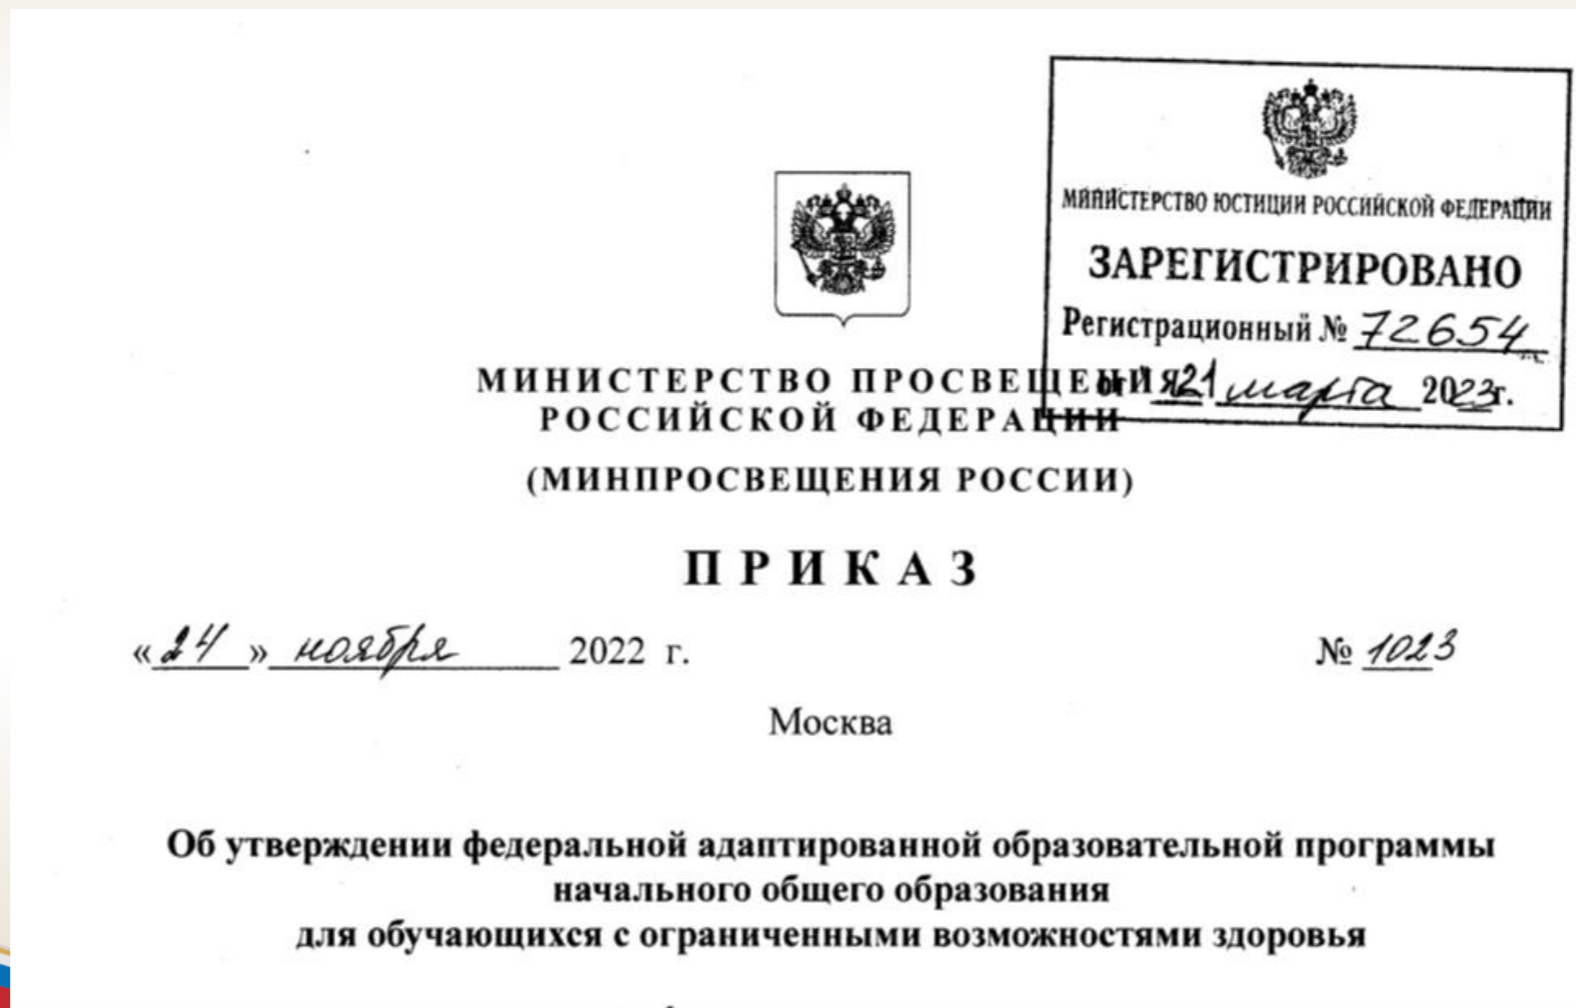 МИНИСТЕРСТВО ЮСТИЦИИ РОССИЙСКОЙ ФЕДЕРАЦИИ
ЗАРЕГИСТРИРОВАНО
Регистрационный № 72654
от "21 марта 2023г.
МИНИСТЕРСТВО ПРОСВЕЩЕНИЯ
РОССИЙСКОЙ ФЕДЕРАЦИИ
(МИНПРОСВЕЩЕНИЯ РОССИИ)
ПРИКАЗ
«24» ноября 2022 г.
№ 1023
Москва
Об утверждении федеральной адаптированной образовательной программы
начального общего образования
для обучающихся с ограниченными возможностями здоровья